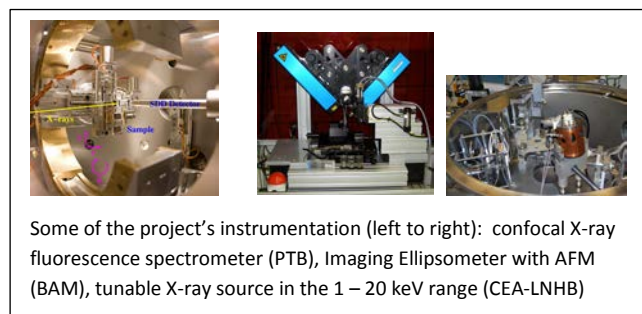 SDD Detector
X-rays
Sample
Some of the project's instrumentation (left to right):  confocal X-ray
fluorescence spectrometer (PTB), Imaging Ellipsometer with AFM
(BAM), tunable X-ray source in the 1 – 20 keV range (CEA-LNHB)